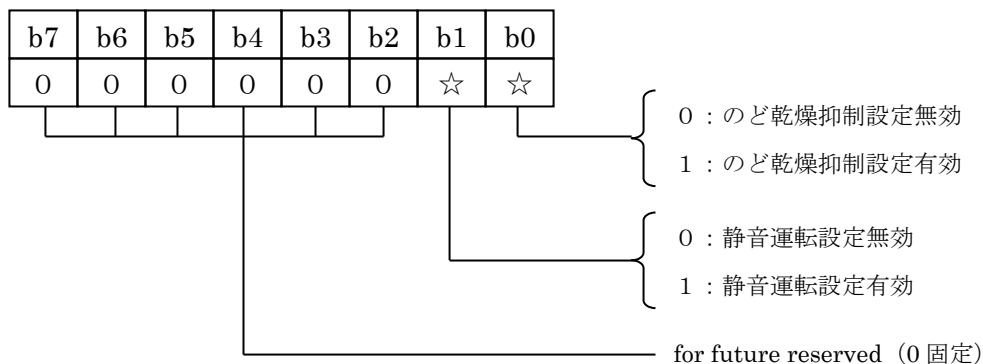 b7 b6 b5 b4 b3 b2 b1 b0
０ ０ ０ ０ ０ ０ ☆ ☆
０：のど乾燥抑制設定無効
１：のど乾燥抑制設定有効
０：静音運転設定無効
１：静音運転設定有効
for future reserved（0 固定）